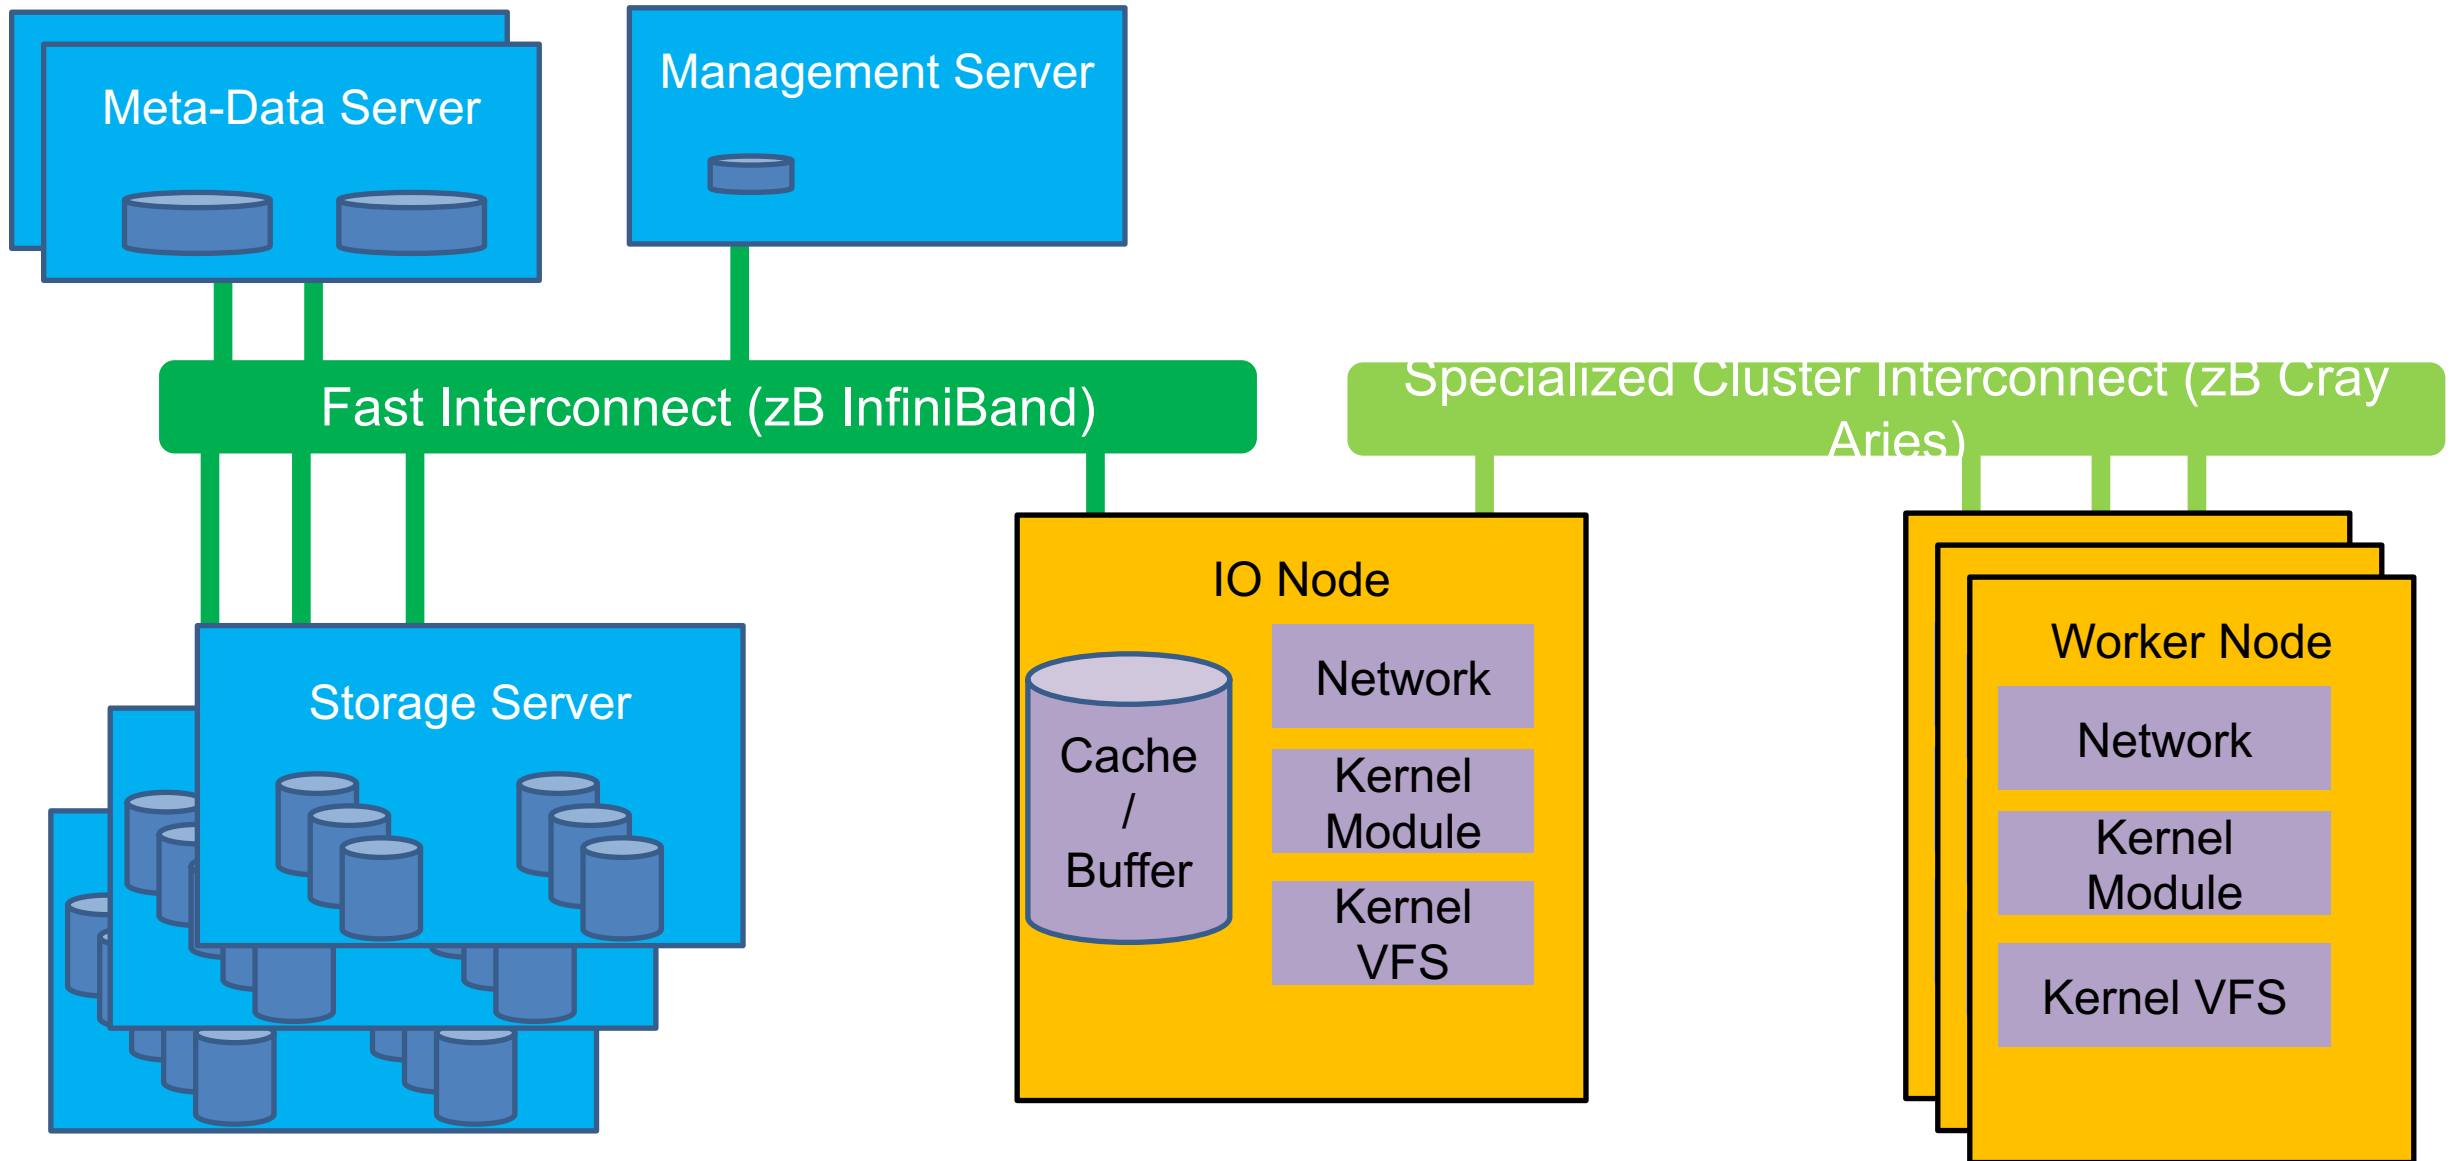 Meta-Data Server
Management Server
Fast Interconnect (zB InfiniBand)
Specialized Cluster Interconnect (zB Cray
Aries)
Storage Server
IO Node
Cache
/
Buffer
Network
Kernel
Module
Kernel
VFS
Worker Node
Network
Kernel
Module
Kernel VFS